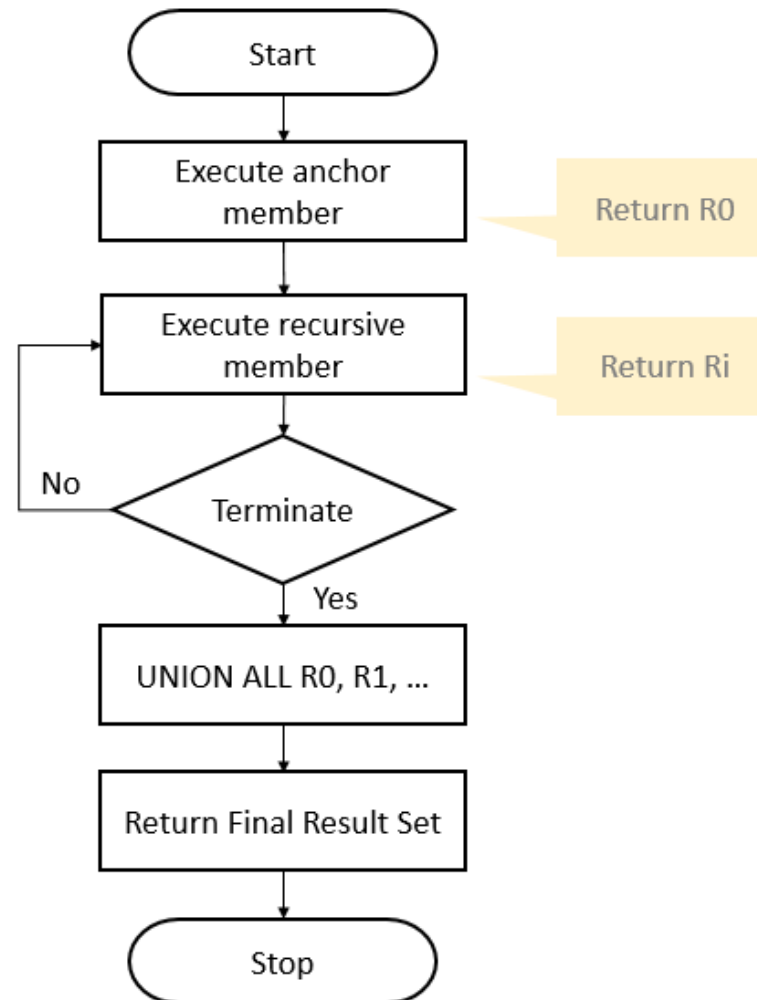 Start
Execute anchor
member
Return R0
Execute recursive
member
Return Ri
No
Terminate
Yes
UNION ALL R0, R1, ...
Return Final Result Set
Stop